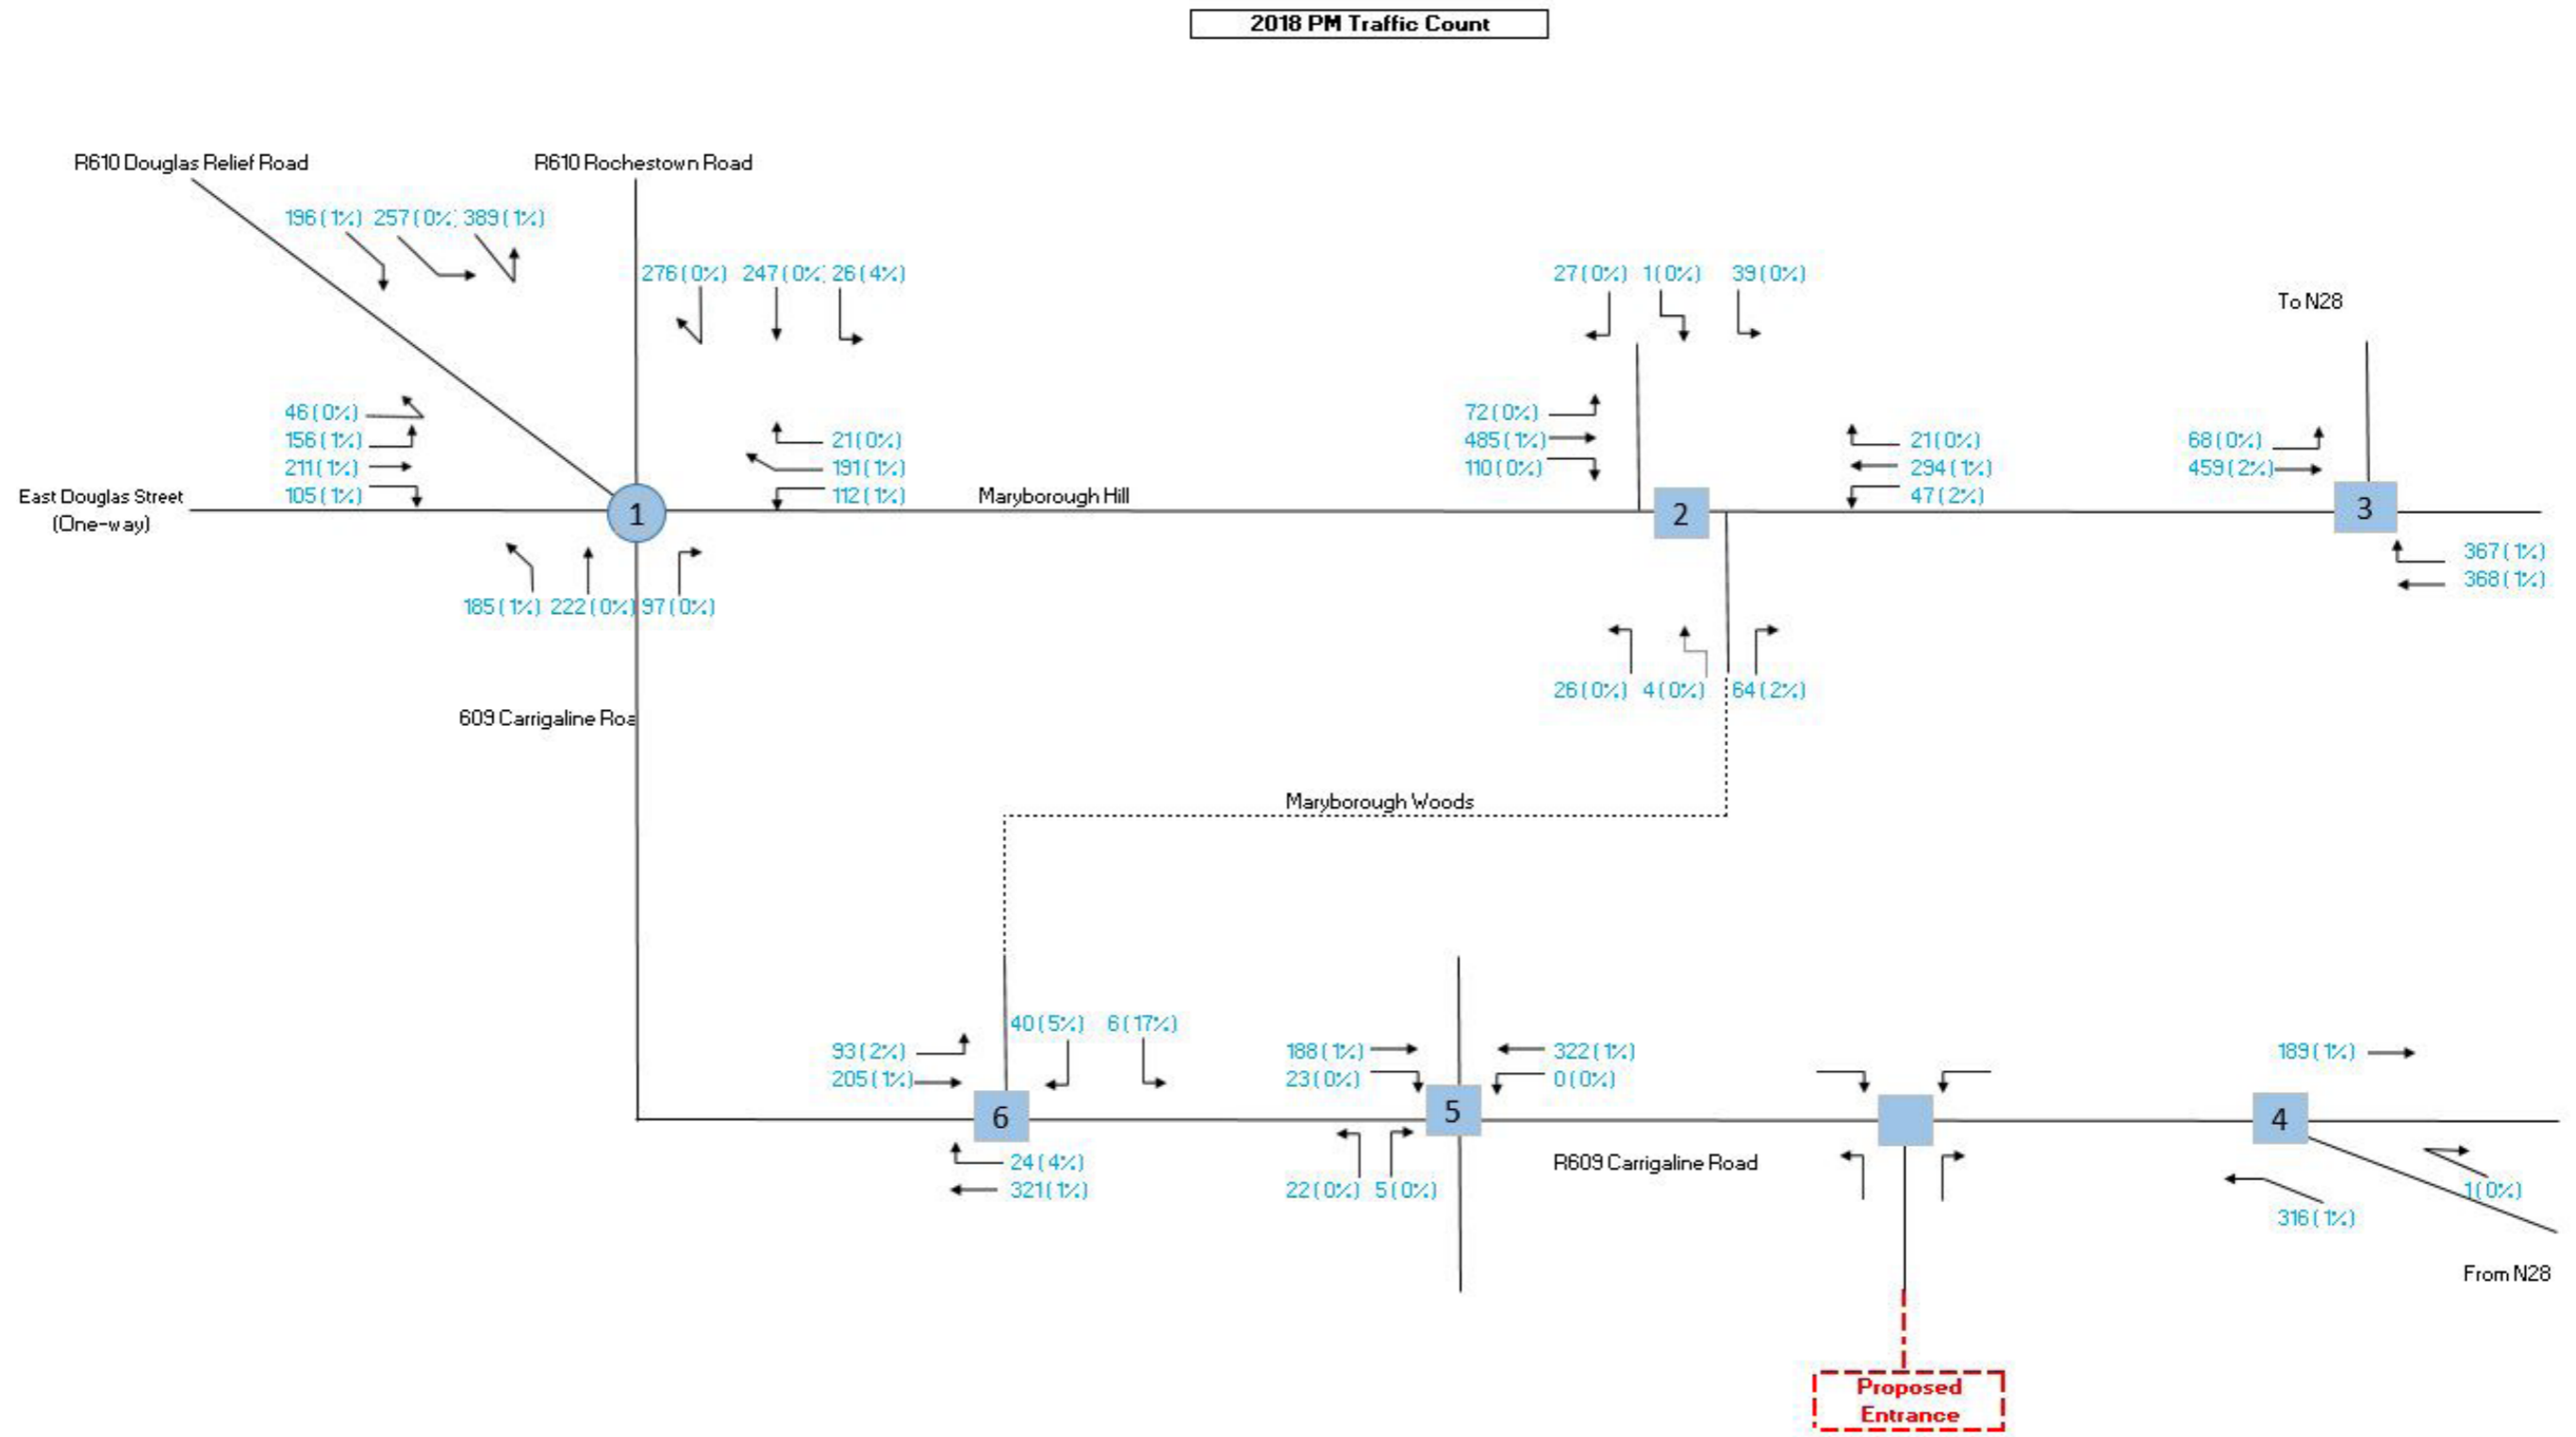 2018 PM Traffic Count
R610 Douglas Relief Road
R610 Rochestown Road
196(1%) 257(0%) 389(1%)
276(0%) 247(0%) 26(4%)
27(0%) 1(0%) 39(0%)
To N28
46(0%)
156(1%)
211(1%)
105(1%)
21(0%)
191(1%)
112(1%)
72(0%)
485(1%)
110(0%)
21(0%)
294(1%)
47(2%)
68(0%)
459(2%)
East Douglas Street
(One-way)
1
Maryborough Hill
2
3
367(1%)
368(1%)
185(1%) 222(0%) 97(0%)
26(0%) 4(0%) 64(2%)
609 Carrigaline Roa
Maryborough Woods
40(5%) 6(17%)
93(2%)
205(1%)
188(1%)
23(0%)
322(1%)
0(0%)
189(1%)
6
5
4
24(4%)
321(1%)
22(0%) 5(0%)
R609 Carrigaline Road
1(0%)
316(1%)
From N28
Proposed
Entrance